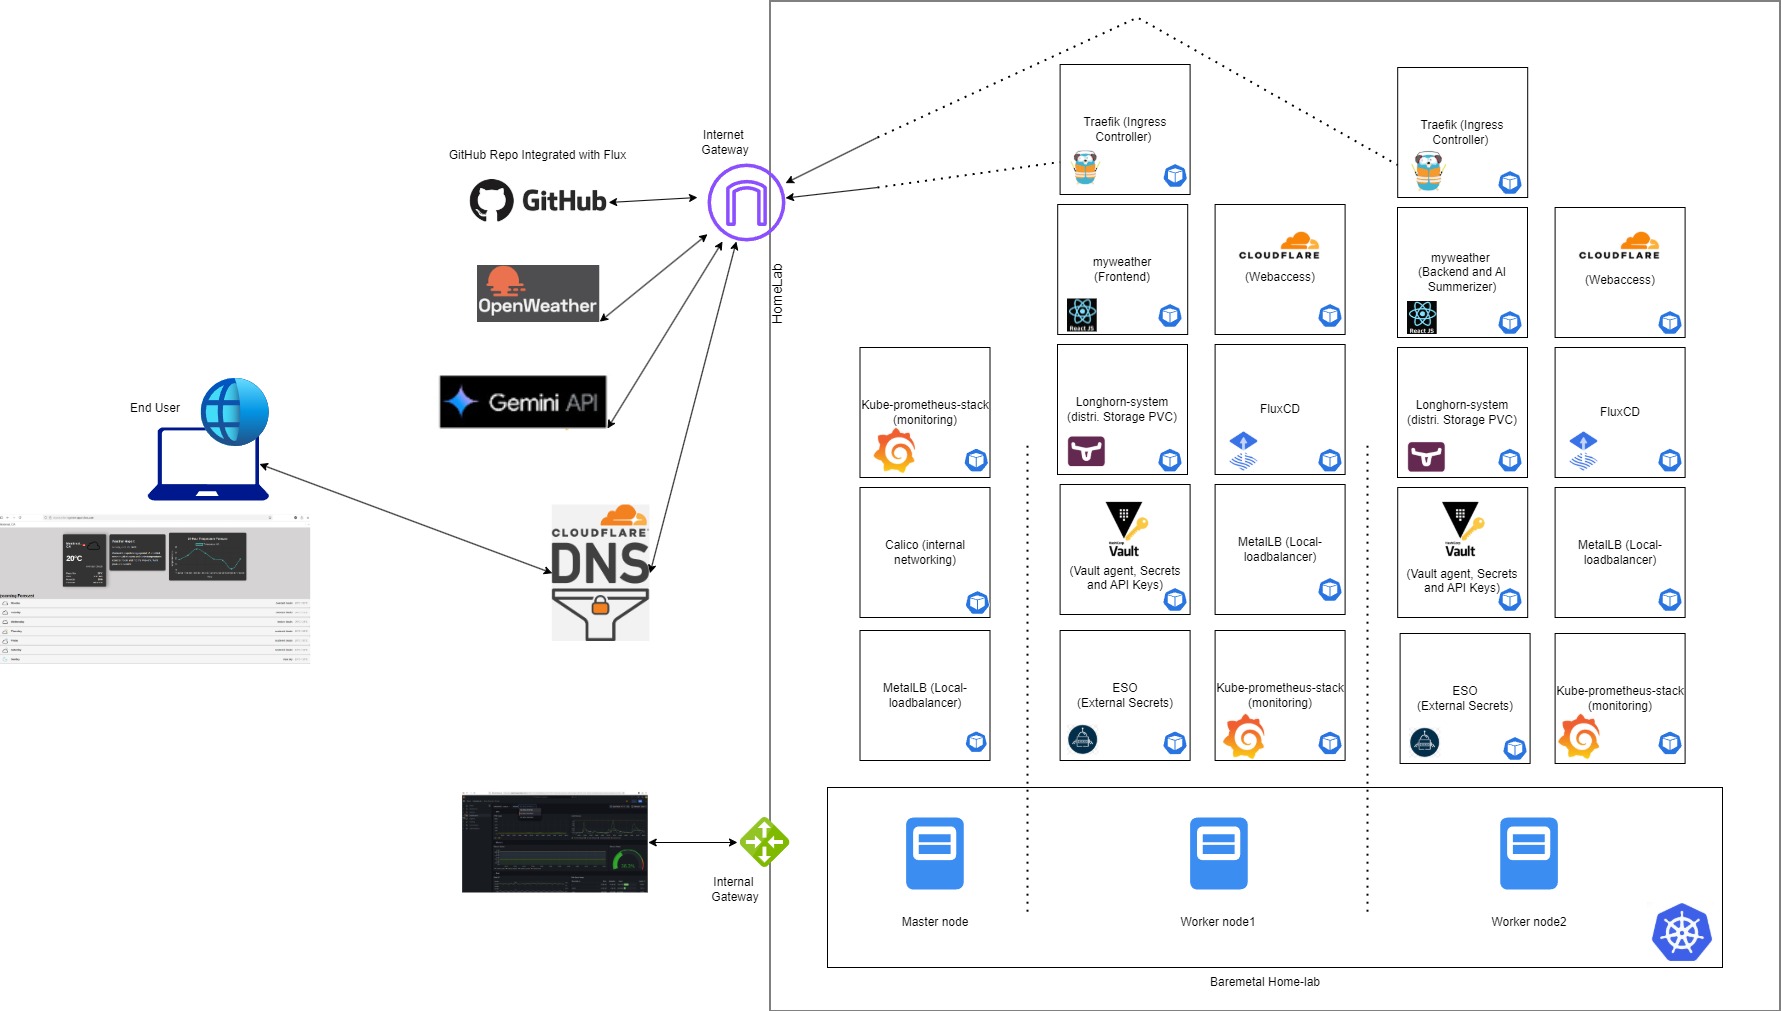 Internet
Gateway
GitHub Repo Integrated with Flux
GitHub
OpenWeather
Gemini API
End User
20°C
CLOUDFLARE
DNS
Internal
Gateway
HomeLab
Traefik (Ingress
Controller)
Traefik (Ingress
Controller)
myweather
(Frontend)
React JS
CLOUDFLARE
(Webaccess)
myweather
(Backend and AI
Summerizer)
React JS
CLOUDFLARE
(Webaccess)
Kube-prometheus-stack
(monitoring)
Longhorn-system
(distri. Storage PVC)
FluxCD
Longhorn-system
(distri. Storage PVC)
FluxCD
Calico (internal
networking)
Vault
(Vault agent, Secrets
and API Keys)
MetalLB (Local-
loadbalancer)
Vault
(Vault agent, Secrets
and API Keys)
MetalLB (Local-
loadbalancer)
MetalLB (Local-
loadbalancer)
ESO
(External Secrets)
Kube-prometheus-stack
(monitoring)
ESO
(External Secrets)
Kube-prometheus-stack
(monitoring)
Master node
Worker node1
Worker node2
Baremetal Home-lab